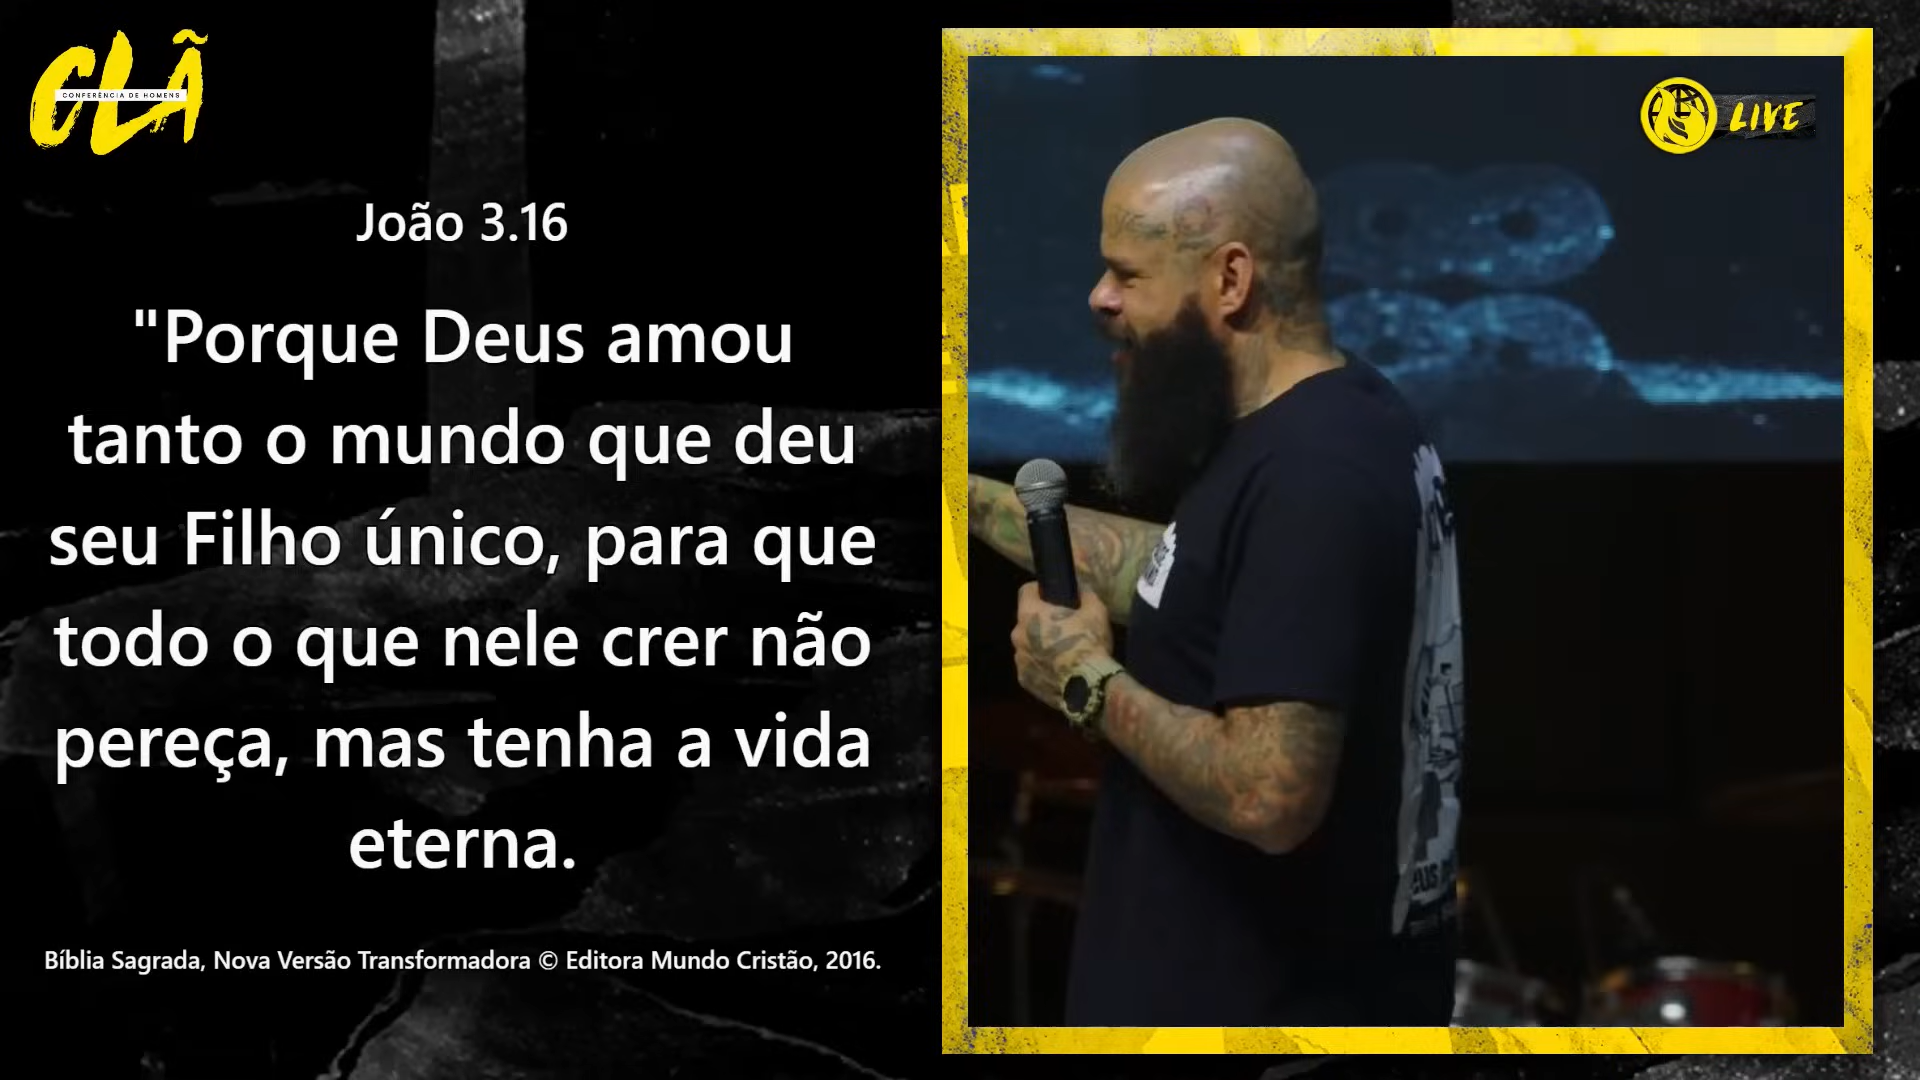 CLÃ
CONFERÊNCIA DE HOMENS
LIVE
João 3.16
"Porque Deus amou
tanto o mundo que deu
seu Filho único, para que
todo o que nele crer não
pereça, mas tenha a vida
eterna.
Bíblia Sagrada, Nova Versão Transformadora © Editora Mundo Cristão, 2016.